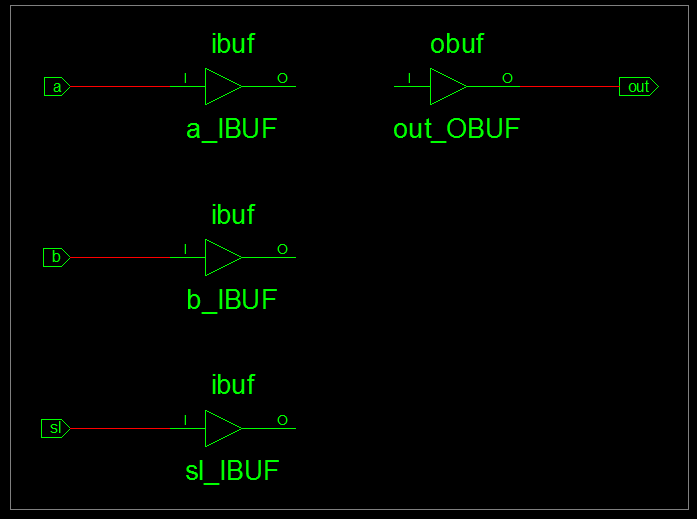 ibuf obuf
a I O I O out
a_IBUF out_OBUF
ibuf
b I O
b_IBUF
ibuf
sl I O
sl_IBUF